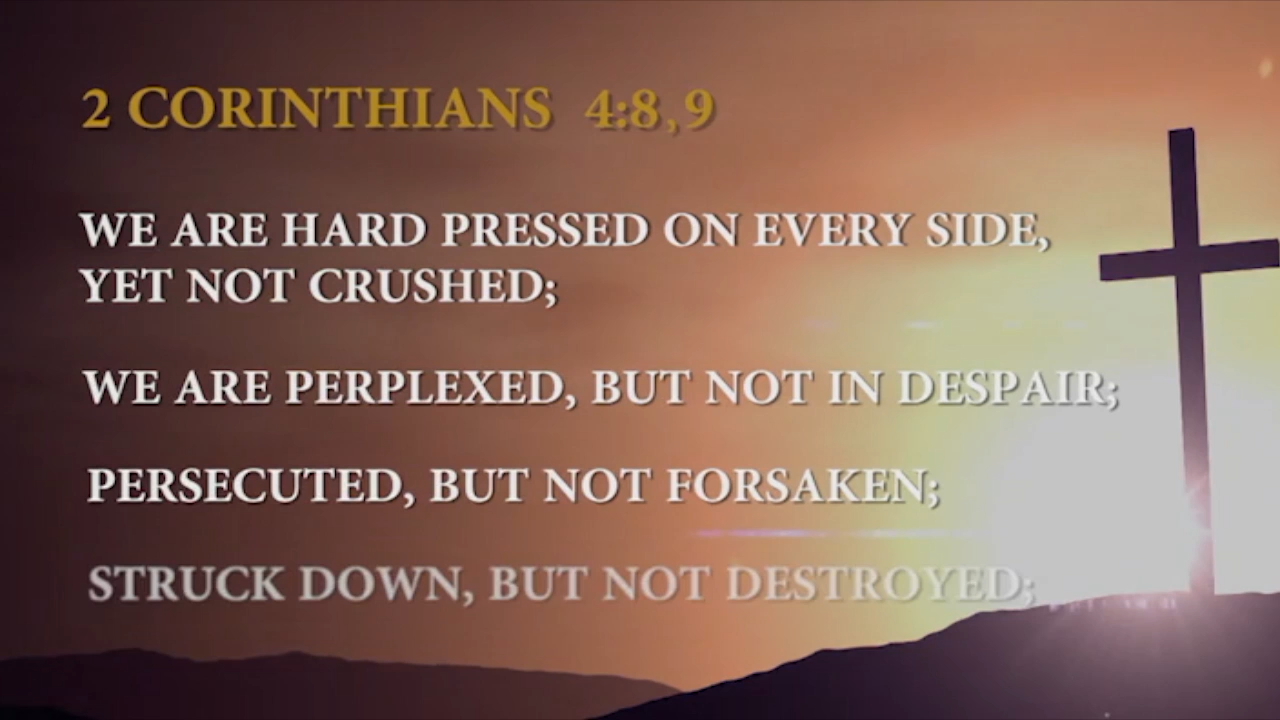 2 CORINTHIANS 4:8,9
WE ARE HARD PRESSED ON EVERY SIDE,
YET NOT CRUSHED;
WE ARE PERPLEXED, BUT NOT IN DESPAIR;
PERSECUTED, BUT NOT FORSAKEN;
STRUCK DOWN, BUT NOT DESTROYED;